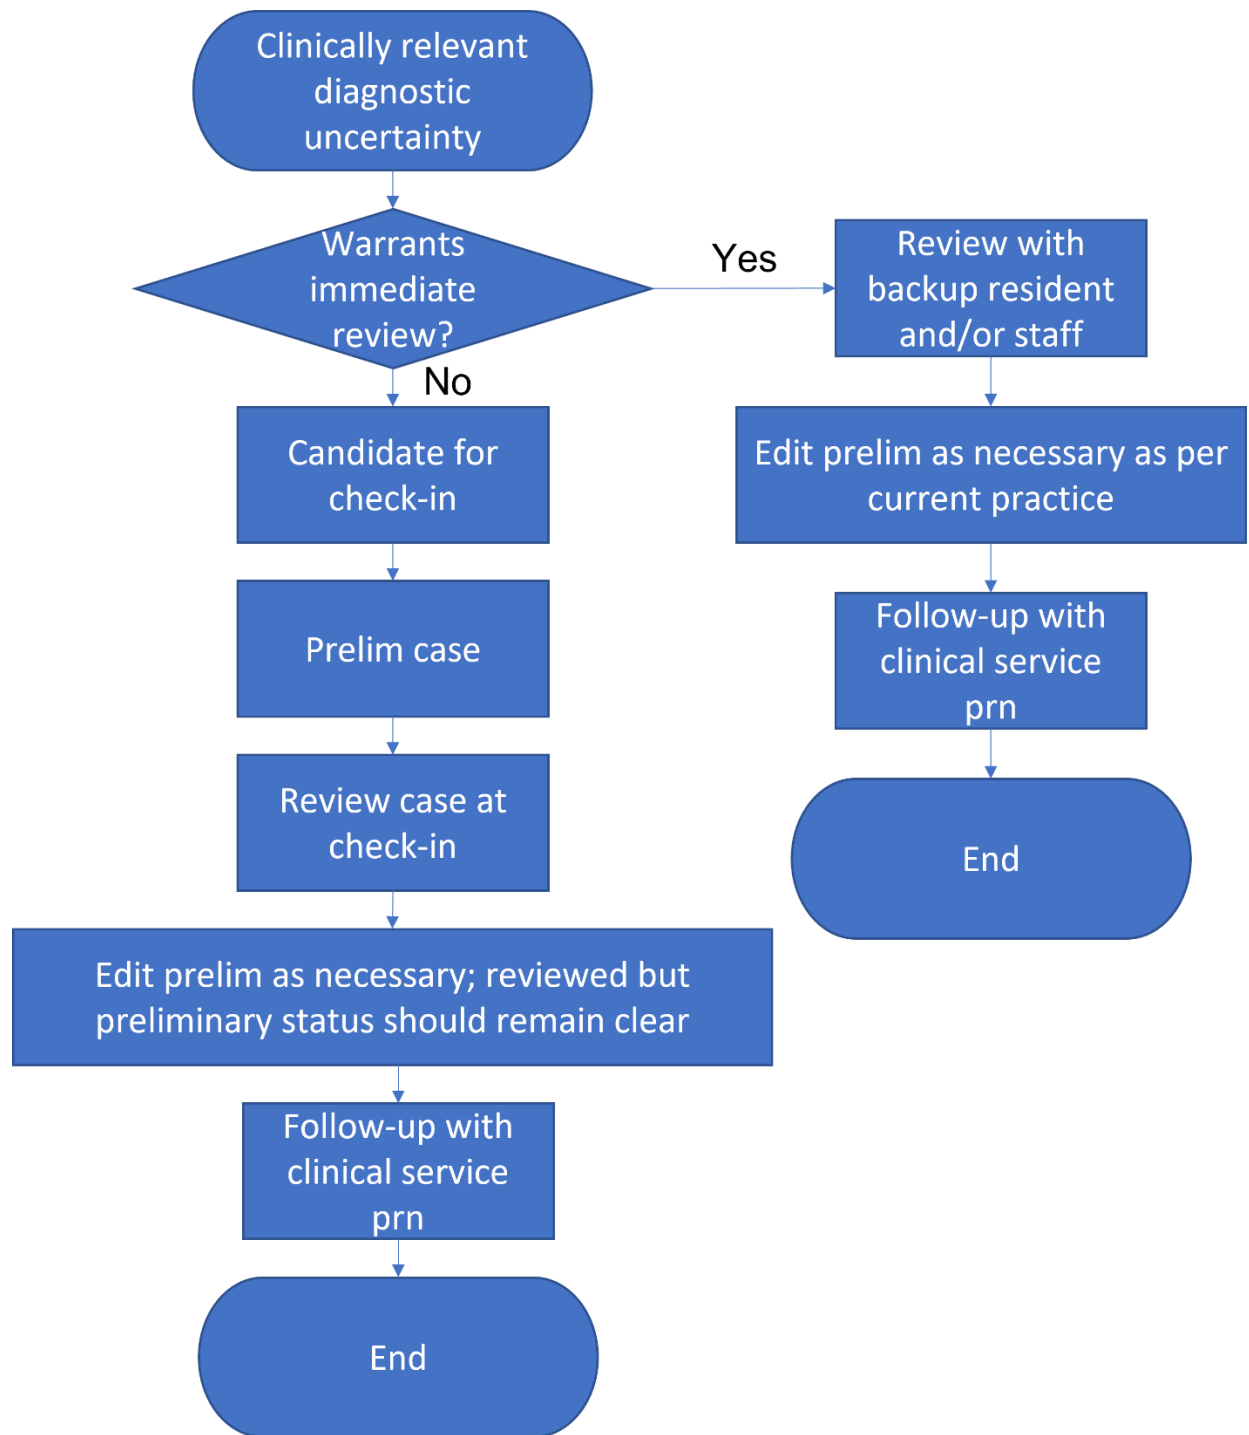 Clinically relevant
diagnostic
uncertainty
Warrants
immediate
review?
Yes
No
Review with
backup resident
and/or staff
Candidate for
check-in
Edit prelim as necessary as per
current practice
Prelim case
Follow-up with
clinical service
prn
Review case at
check-in
End
Edit prelim as necessary; reviewed but
preliminary status should remain clear
Follow-up with
clinical service
prn
End